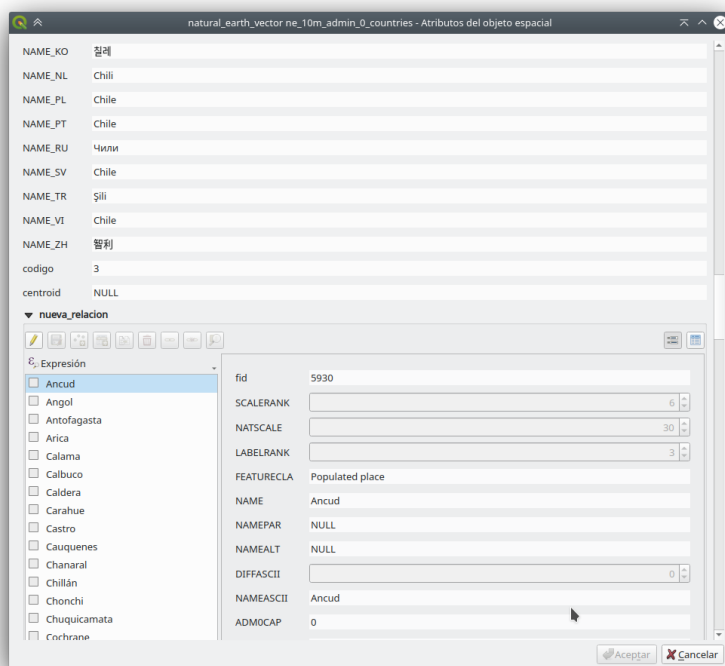 natural_earth_vector ne_10m_admin_0_countries - Atributos del objeto espacial
NAME_KO 칠레
NAME_NL Chili
NAME_PL Chile
NAME_PT Chile
NAME_RU Чили
NAME_SV Chile
NAME_TR Şili
NAME_VI Chile
NAME_ZH 智利
codigo 3
centroid NULL
nueva_relacion
Expresión
Ancud
Angol
Antofagasta
Arica
Calama
Calbuco
Caldera
Carahue
Castro
Cauquenes
Chanaral
Chillán
Chonchi
Chuquicamata
Cochrane
fid 5930
SCALERANK 6
NATSCALE 30
LABELRANK 3
FEATURECLA Populated place
NAME Ancud
NAMEPAR NULL
NAMEALT NULL
DIFFASCII 0
NAMEASCII Ancud
ADM0CAP 0
Aceptar Cancelar